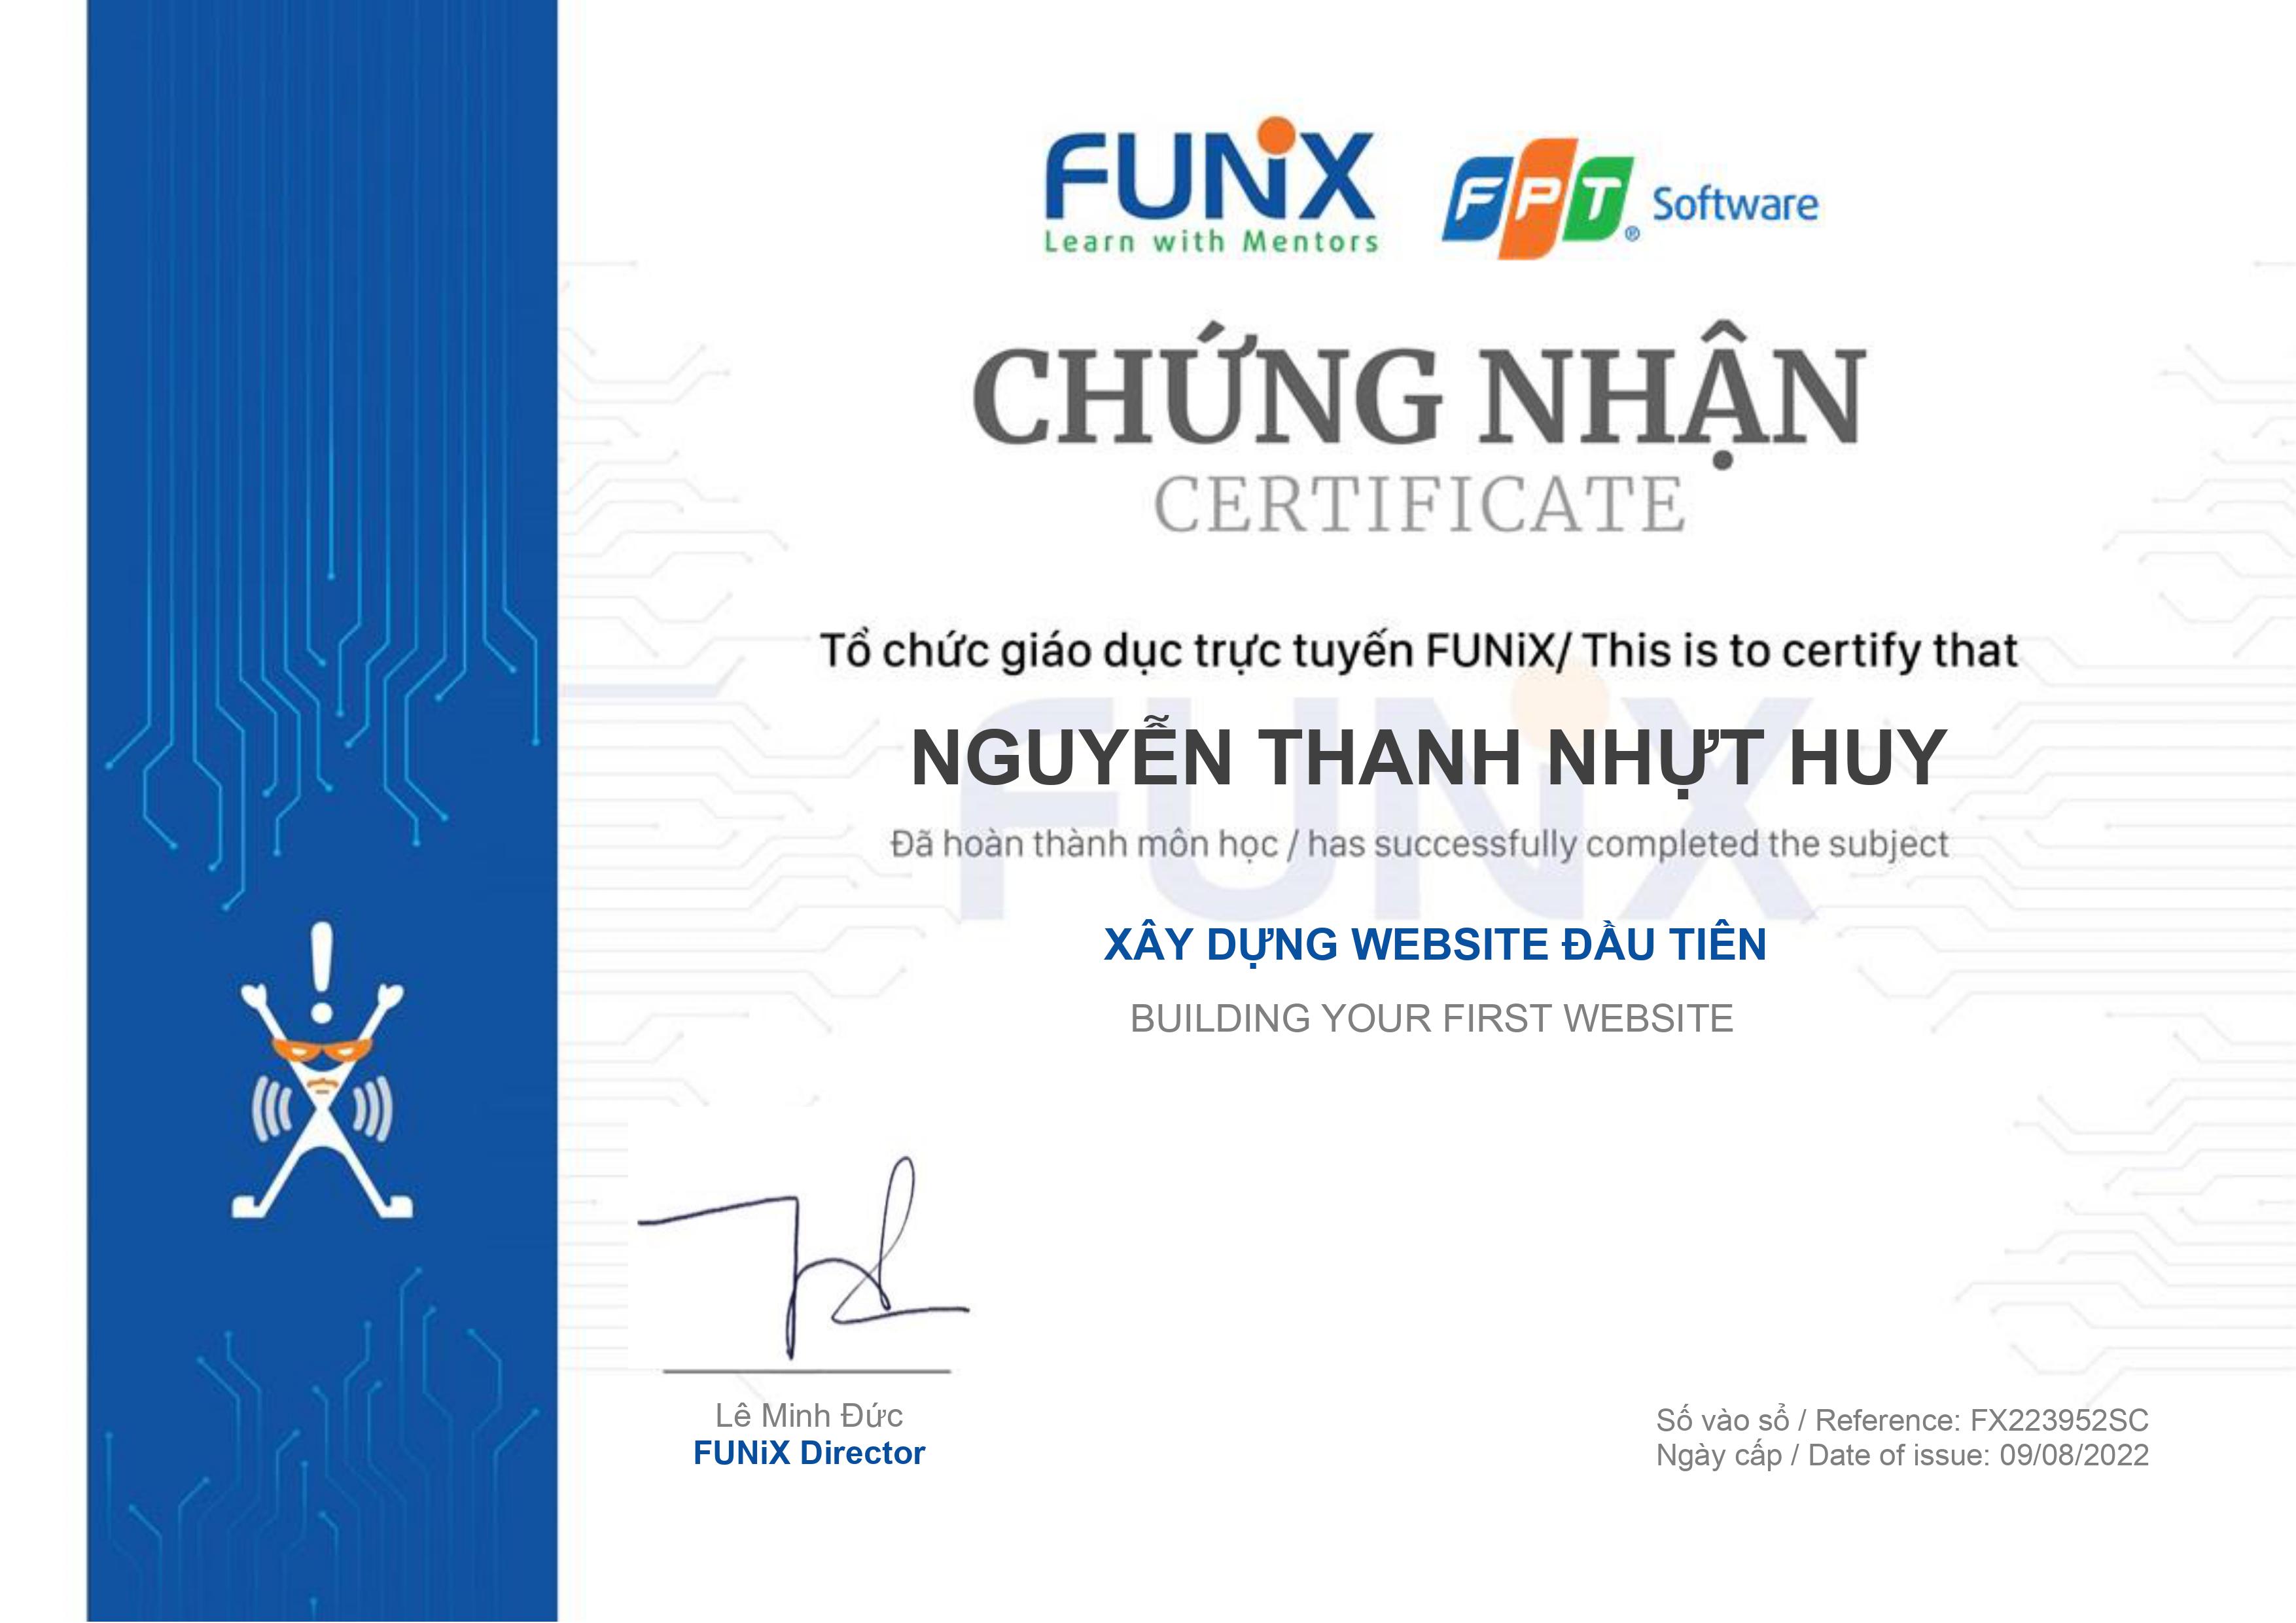 FUNiX
Learn with Mentors
FPT Software
CHỨNG NHẬN
CERTIFICATE
Tổ chức giáo dục trực tuyến FUNiX/ This is to certify that
NGUYỄN THANH NHỰT HUY
Đã hoàn thành môn học / has successfully completed the subject
XÂY DỰNG WEBSITE ĐẦU TIÊN
BUILDING YOUR FIRST WEBSITE
Lê Minh Đức
FUNiX Director
Số vào sổ / Reference: FX223952SC
Ngày cấp / Date of issue: 09/08/2022